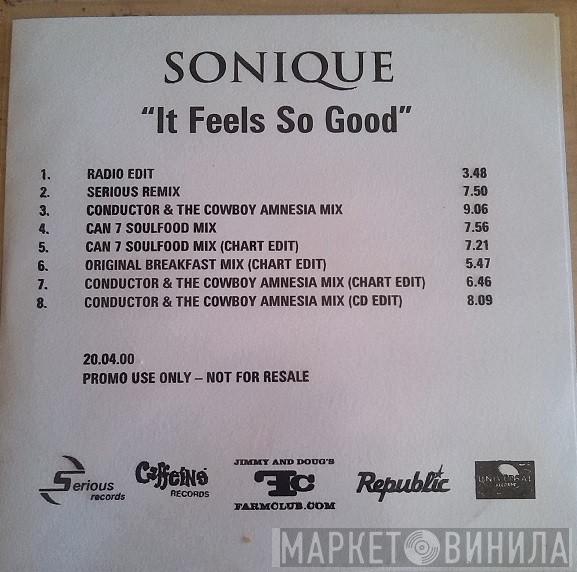 SONIQUE
"It Feels So Good"
1. RADIO EDIT 3.48
2. SERIOUS REMIX 7.50
3. CONDUCTOR & THE COWBOY AMNESIA MIX 9.06
4. CAN 7 SOULFOOD MIX 7.56
5. CAN 7 SOULFOOD MIX (CHART EDIT) 7.21
6. ORIGINAL BREAKFAST MIX (CHART EDIT) 5.47
7. CONDUCTOR & THE COWBOY AMNESIA MIX (CHART EDIT) 6.46
8. CONDUCTOR & THE COWBOY AMNESIA MIX (CD EDIT) 8.09
20.04.00
PROMO USE ONLY – NOT FOR RESALE
Serious records
Caffeine RECORDS
JIMMY AND DOUG'S
FC
FARMCLUB.COM
Republic
UNIVERSAL
МАРКЕТ ВИНИЛА